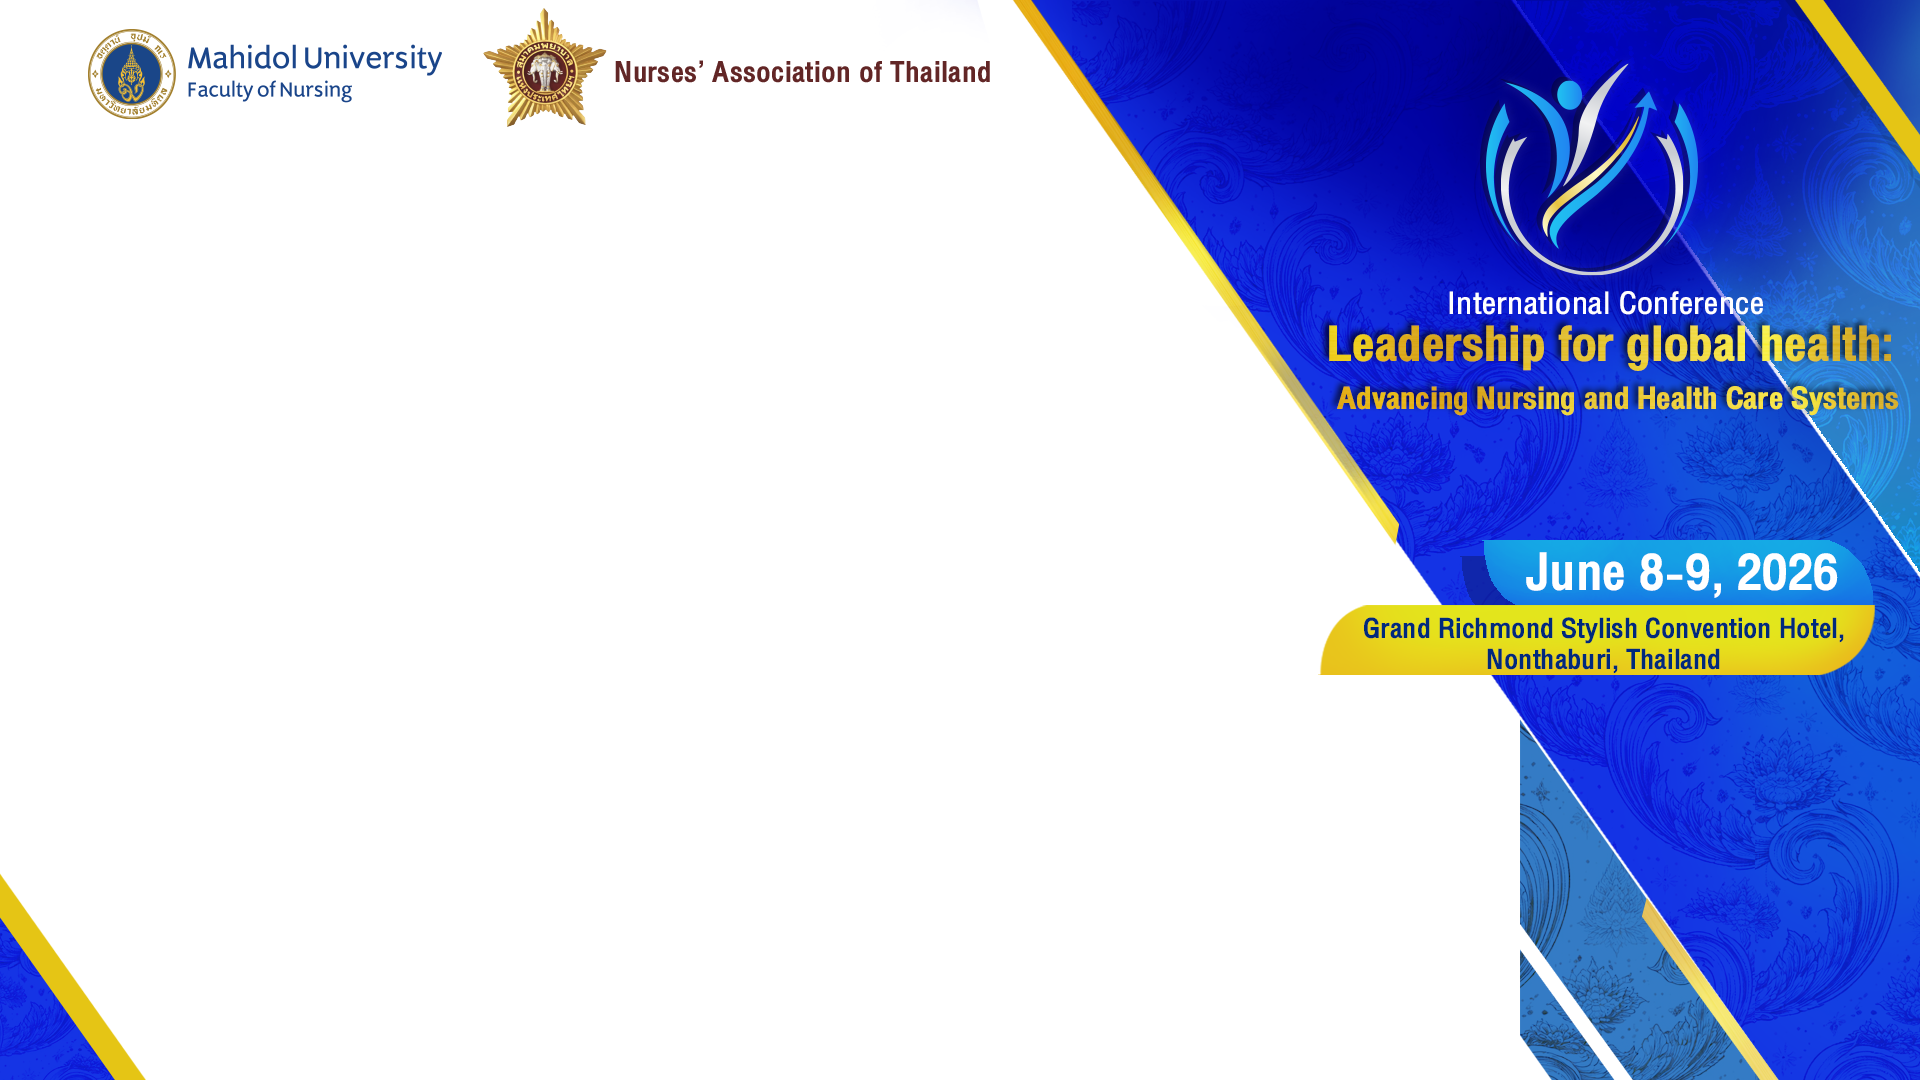 Mahidol University
Faculty of Nursing
Nurses’ Association of Thailand
International Conference
Leadership for global health:
Advancing Nursing and Health Care Systems
June 8-9, 2026
Grand Richmond Stylish Convention Hotel,
Nonthaburi, Thailand